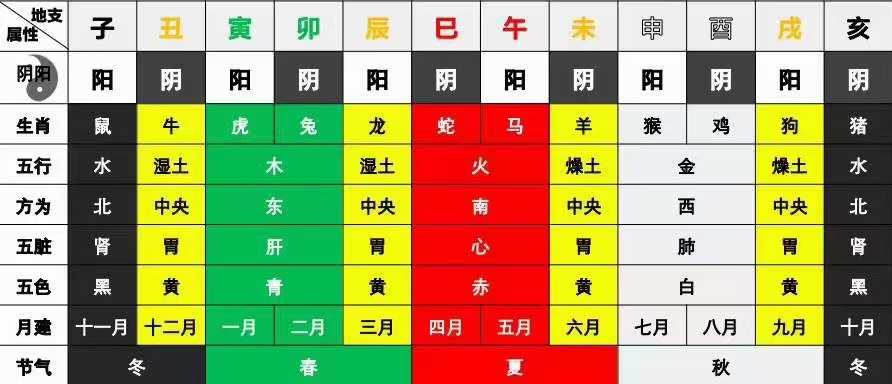 地支
属性 子 丑 寅 卯 辰 巳 午 未 申 酉 戌 亥
阴阳 阳 阴 阳 阴 阳 阴 阳 阴 阳 阴 阳 阴
生肖 鼠 牛 虎 兔 龙 蛇 马 羊 猴 鸡 狗 猪
五行 水 湿土 木 湿土 火 燥土 金 燥土 水
方为 北 中央 东 中央 南 中央 西 中央 北
五脏 肾 胃 肝 胃 心 胃 肺 胃 肾
五色 黑 黄 青 黄 赤 黄 白 黄 黑
月建 十一月 十二月 一月 二月 三月 四月 五月 六月 七月 八月 九月 十月
节气 冬 春 夏 秋 冬